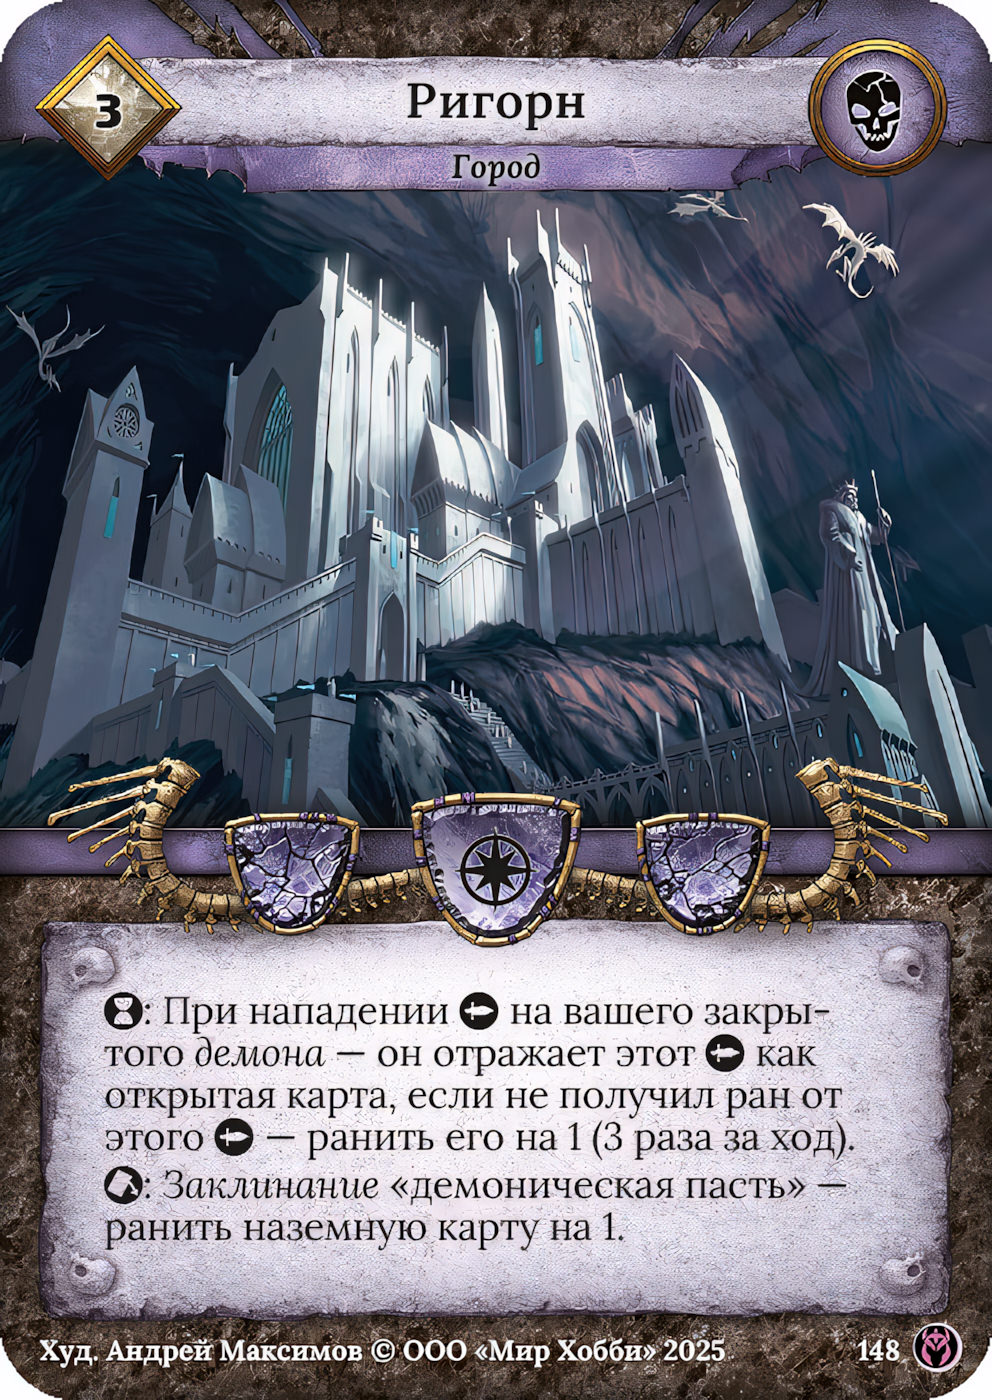 3
Ригорн
Город
: При нападении на вашего закры-
того демона — он отражает этот как
открытая карта, если не получил ран от
этого — ранить его на 1 (3 раза за ход).
: Заклинание «демоническая пасть» —
ранить наземную карту на 1.
Худ. Андрей Максимов © ООО «Мир Хобби» 2025
148